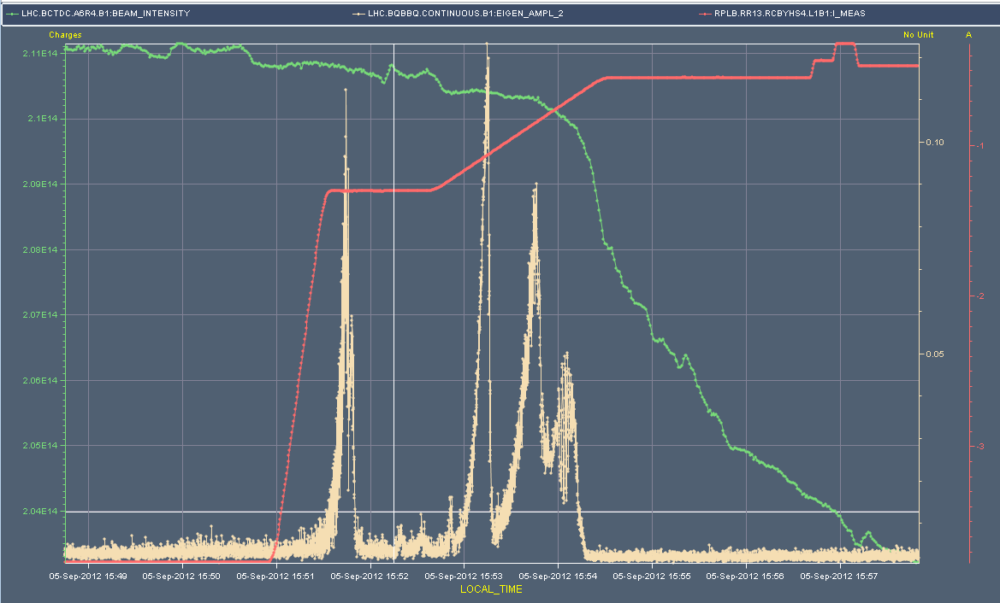 LHC.BCTDC.A6R4.B1:BEAM_INTENSITY LHC.BQBBQ.CONTINUOUS.B1:EIGEN_AMPL_2 RPLB.RR13.RCBYHS4.L1B1:I_MEAS
Charges No Unit A
2.11E14
2.1E14
0.10
-1
2.09E14
2.08E14
-2
2.07E14
0.05
2.06E14
2.05E14
-3
2.04E14
05-Sep-2012 15:49 05-Sep-2012 15:50 05-Sep-2012 15:51 05-Sep-2012 15:52 05-Sep-2012 15:53 05-Sep-2012 15:54 05-Sep-2012 15:55 05-Sep-2012 15:56 05-Sep-2012 15:57
LOCAL_TIME